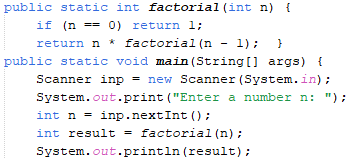 public static int factorial(int n) {
    if (n == 0) return 1;
    return n * factorial(n - 1);  }
public static void main(String[] args) {
    Scanner inp = new Scanner(System.in);
    System.out.print("Enter a number n: ");
    int n = inp.nextInt();
    int result = factorial(n);
    System.out.println(result);